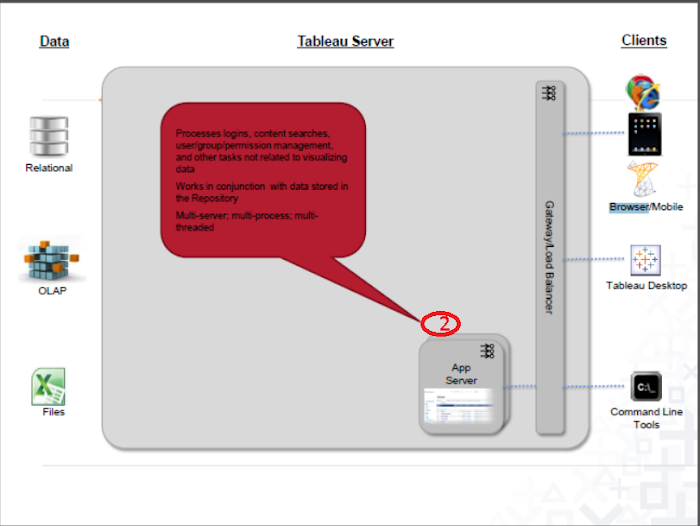 Data
Tableau Server
Clients
Processes logins, content searches,
user/group/permission management,
and other tasks not related to visualizing
data
Works in conjunction with data stored in
the Repository
Multi-server; multi-process; multi-
threaded
Relational
OLAP
Files
2
App
Server
Gateway/Load Balancer
Browser/Mobile
Tableau Desktop
C:\_
Command Line
Tools